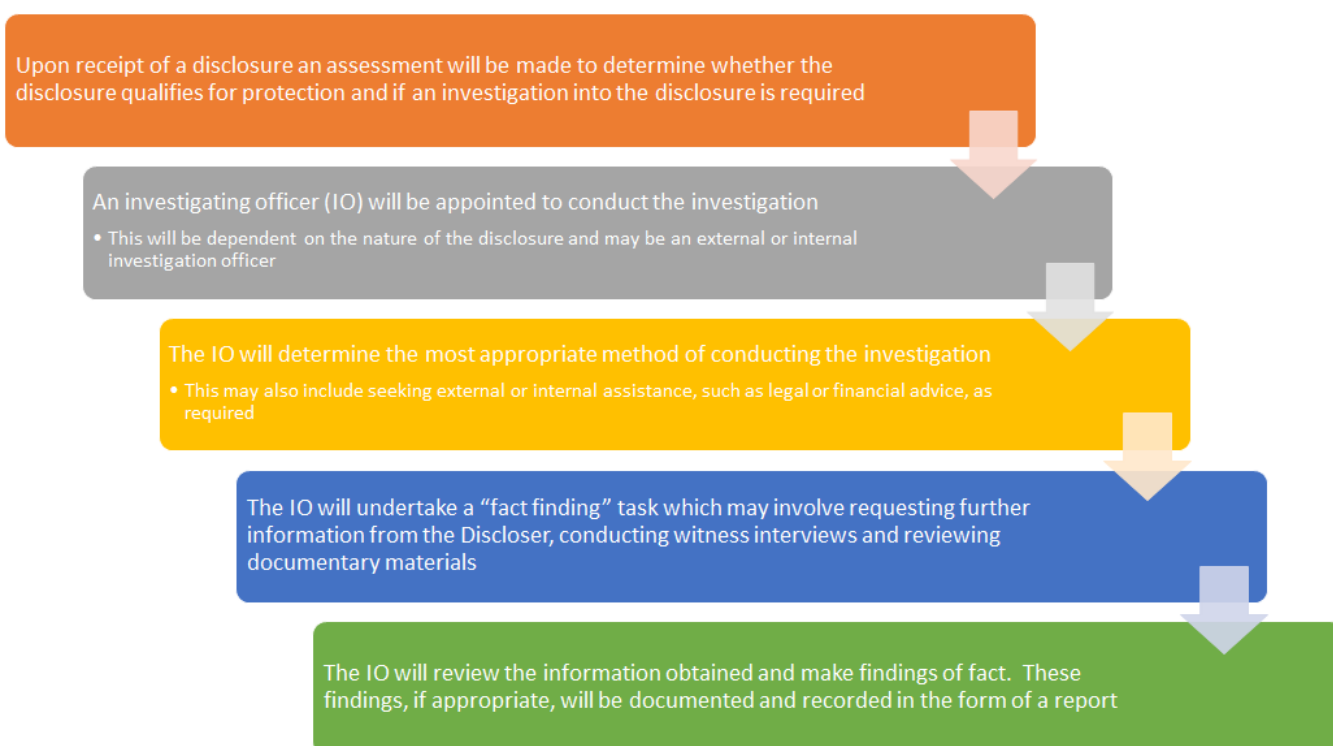 Upon receipt of a disclosure an assessment will be made to determine whether the
disclosure qualifies for protection and if an investigation into the disclosure is required
An investigating officer (IO) will be appointed to conduct the investigation
• This will be dependent on the nature of the disclosure and may be an external or internal
investigation officer
The IO will determine the most appropriate method of conducting the investigation
• This may also include seeking external or internal assistance, such as legal or financial advice, as
required
The IO will undertake a “fact finding” task which may involve requesting further
information from the Discloser, conducting witness interviews and reviewing
documentary materials
The IO will review the information obtained and make findings of fact.  These
findings, if appropriate, will be documented and recorded in the form of a report